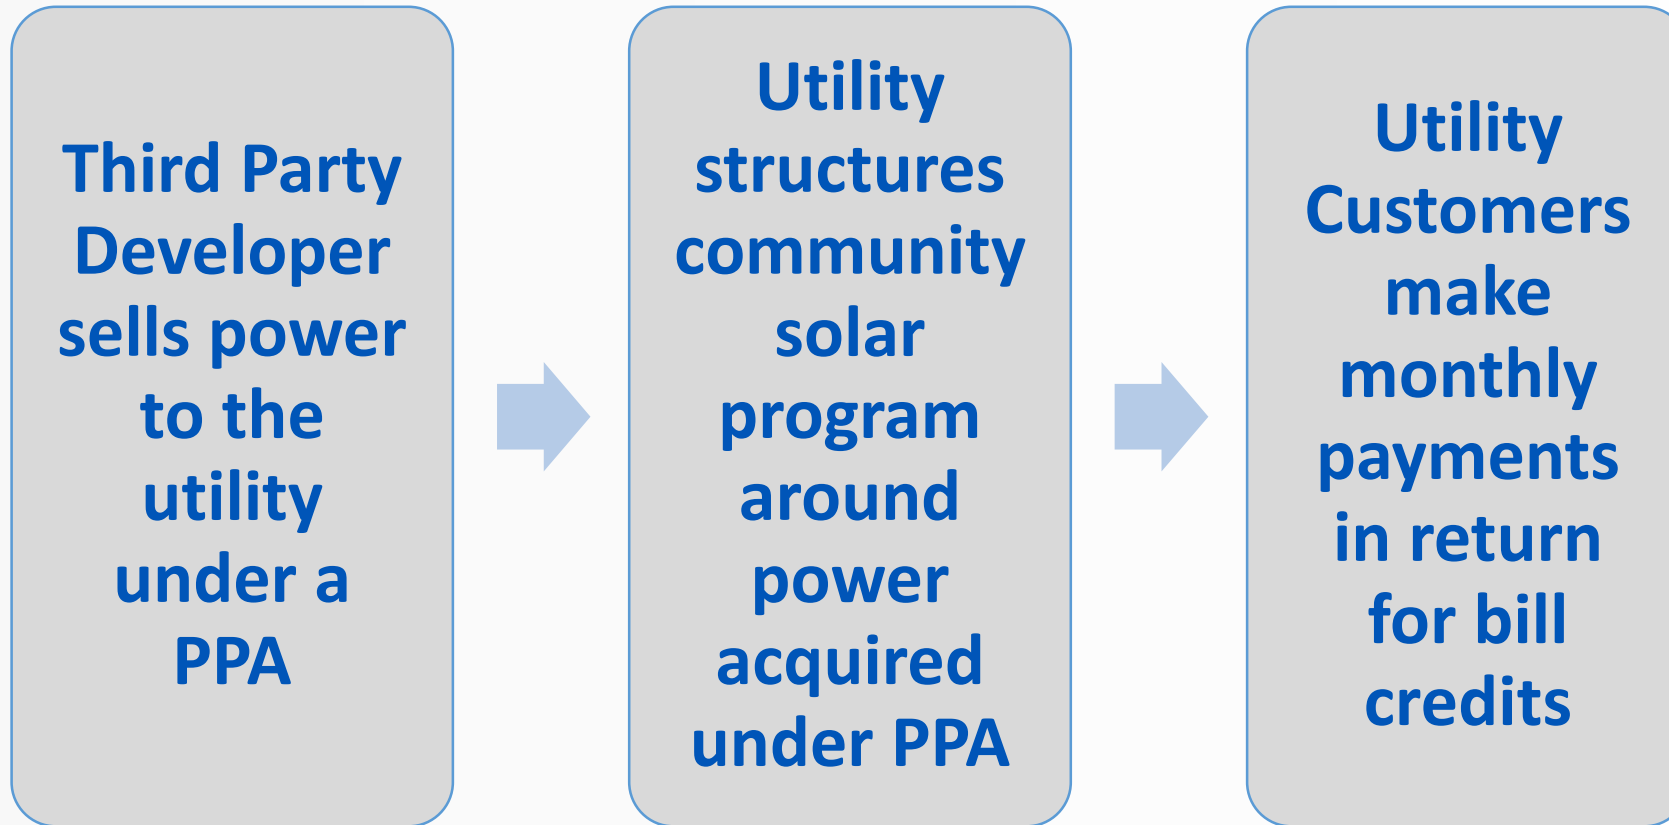 Third Party
Developer
sells power
to the
utility
under a
PPA
Utility
structures
community
solar
program
around
power
acquired
under PPA
Utility
Customers
make
monthly
payments
in return
for bill
credits